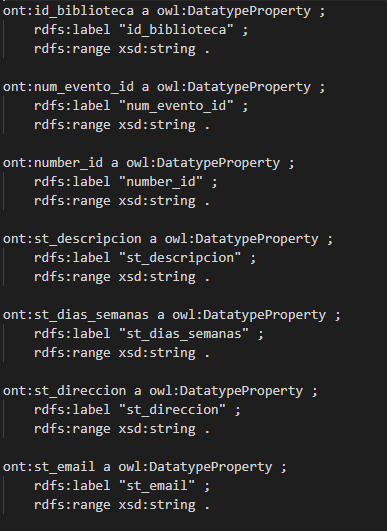 ont:id_biblioteca a owl:DatatypeProperty ;
rdfs:label "id_biblioteca" ;
rdfs:range xsd:string .
ont:num_evento_id a owl:DatatypeProperty ;
rdfs:label "num_evento_id" ;
rdfs:range xsd:string .
ont:number_id a owl:DatatypeProperty ;
rdfs:label "number_id" ;
rdfs:range xsd:string .
ont:st_descripcion a owl:DatatypeProperty ;
rdfs:label "st_descripcion" ;
rdfs:range xsd:string .
ont:st_dias_semanas a owl:DatatypeProperty ;
rdfs:label "st_dias_semanas" ;
rdfs:range xsd:string .
ont:st_direccion a owl:DatatypeProperty ;
rdfs:label "st_direccion" ;
rdfs:range xsd:string .
ont:st_email a owl:DatatypeProperty ;
rdfs:label "st_email" ;
rdfs:range xsd:string .